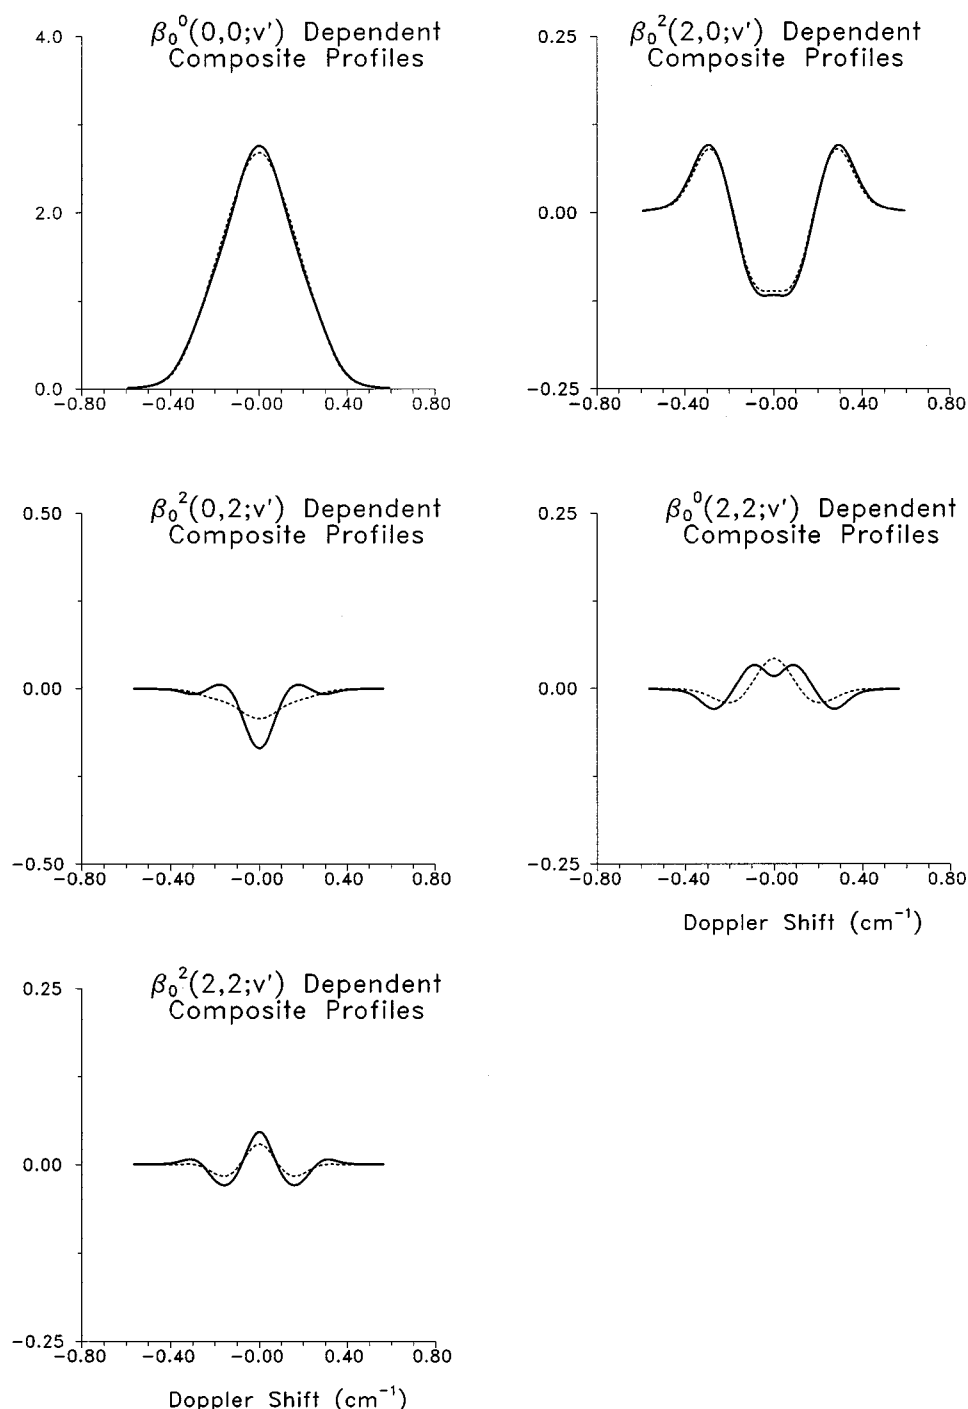 β₀⁰(0,0;v') Dependent
Composite Profiles
4.0
2.0
0.0
−0.80 −0.40 −0.00 0.40 0.80
β₀²(2,0;v') Dependent
Composite Profiles
0.25
0.00
−0.25
−0.80 −0.40 −0.00 0.40 0.80
β₀²(0,2;v') Dependent
Composite Profiles
0.50
0.00
−0.50
−0.80 −0.40 −0.00 0.40 0.80
β₀⁰(2,2;v') Dependent
Composite Profiles
0.25
0.00
−0.25
−0.80 −0.40 −0.00 0.40 0.80
Doppler Shift (cm⁻¹)
β₀²(2,2;v') Dependent
Composite Profiles
0.25
0.00
−0.25
−0.80 −0.40 −0.00 0.40 0.80
Doppler Shift (cm⁻¹)